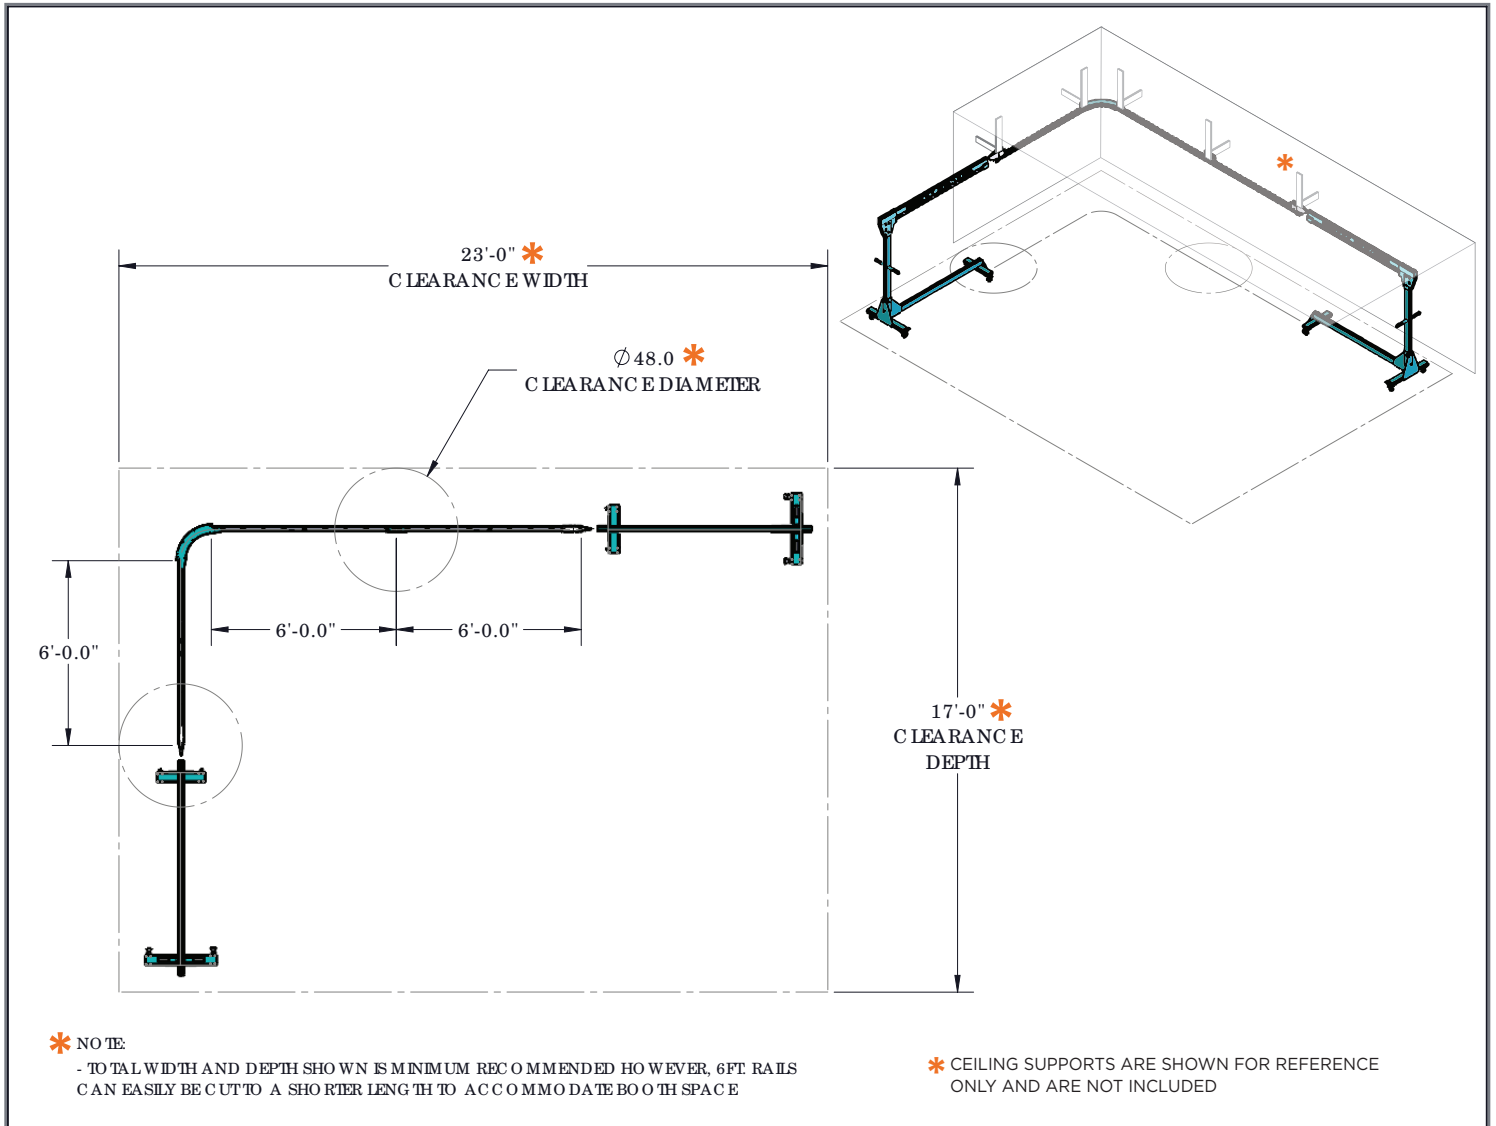 23'-0" *
CLEARANCE WIDTH
∅48.0 *
CLEARANCE DIAMETER
*
6'-0.0" 6'-0.0"
6'-0.0"
17'-0" *
CLEARANCE
DEPTH
* NOTE:
- TOTAL WIDTH AND DEPTH SHOWN IS MINIMUM RECOMMENDED HOWEVER, 6FT. RAILS
CAN EASILY BE CUT TO A SHORTER LENGTH TO ACCOMMODATE BOOTH SPACE
* CEILING SUPPORTS ARE SHOWN FOR REFERENCE
ONLY AND ARE NOT INCLUDED